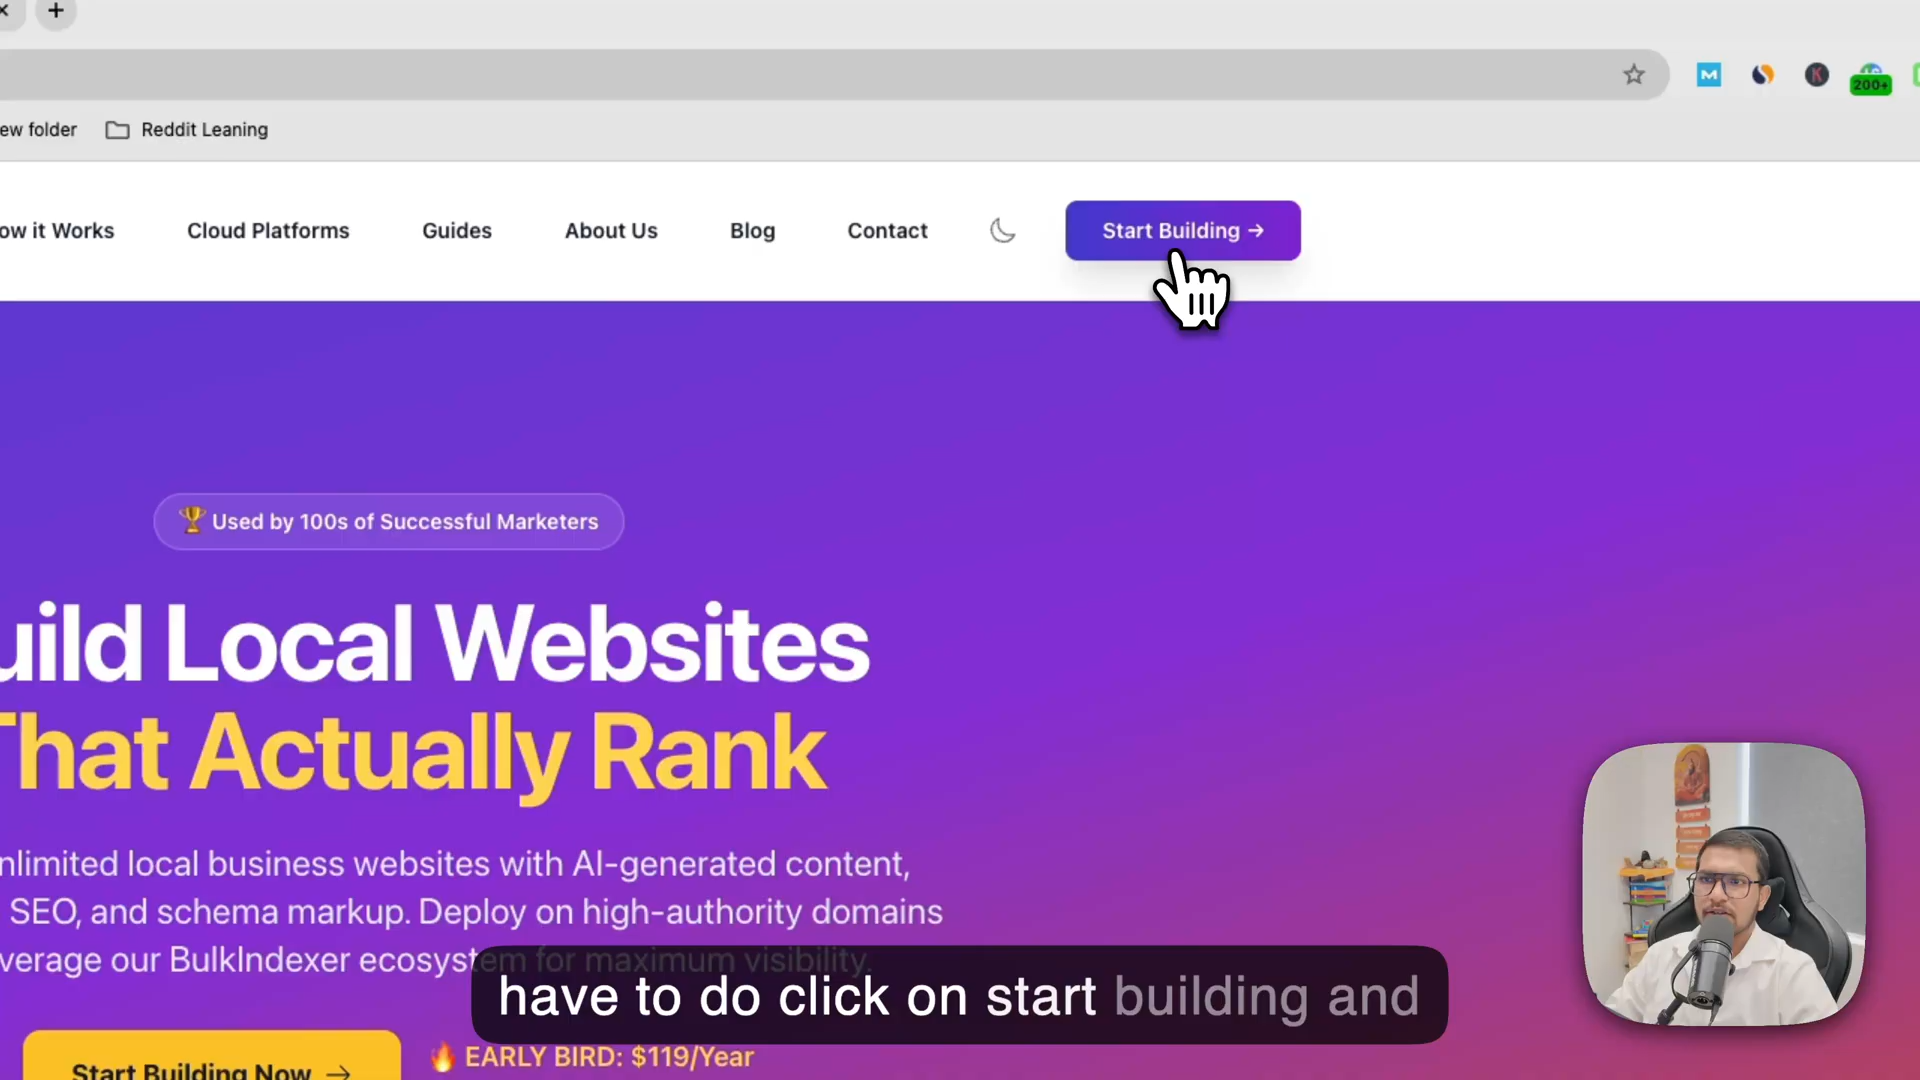 200+
ew folder
Reddit Leaning
ow it Works
Cloud Platforms
Guides
About Us
Blog
Contact
Start Building →
🏆 Used by 100s of Successful Marketers
uild Local Websites
That Actually Rank
nlimited local business websites with AI-generated content,
SEO, and schema markup. Deploy on high-authority domains
verage our BulkIndexer ecosystem for maximum visibility.
have to do click on start building and
Start Building Now →
🔥 EARLY BIRD: $119/Year